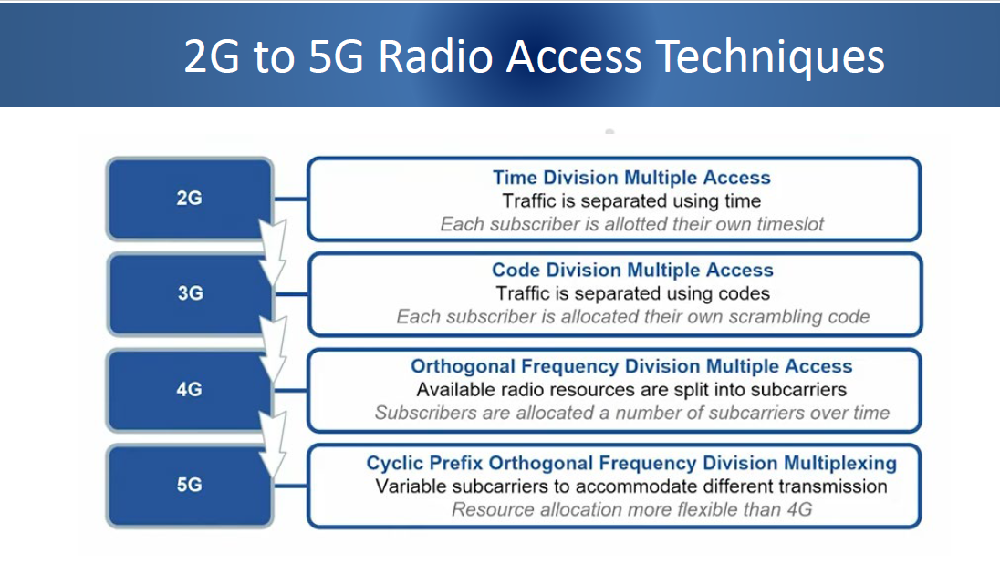 2G to 5G Radio Access Techniques
2G
Time Division Multiple Access
Traffic is separated using time
Each subscriber is allotted their own timeslot
3G
Code Division Multiple Access
Traffic is separated using codes
Each subscriber is allocated their own scrambling code
4G
Orthogonal Frequency Division Multiple Access
Available radio resources are split into subcarriers
Subscribers are allocated a number of subcarriers over time
5G
Cyclic Prefix Orthogonal Frequency Division Multiplexing
Variable subcarriers to accommodate different transmission
Resource allocation more flexible than 4G